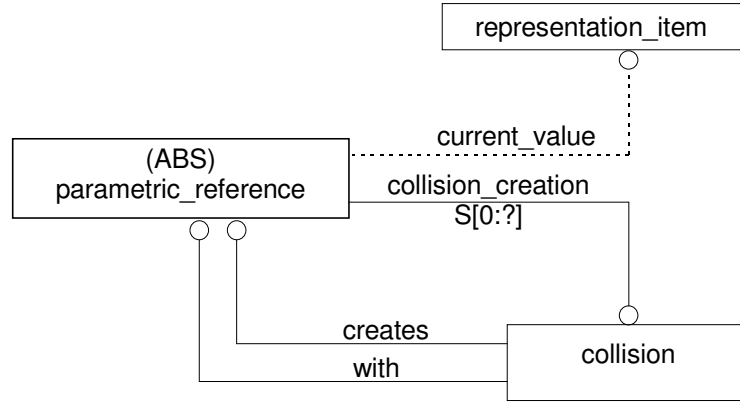 representation_item
current_value
(ABS)
parametric_reference
collision_creation
S[0:?]
creates
collision
with